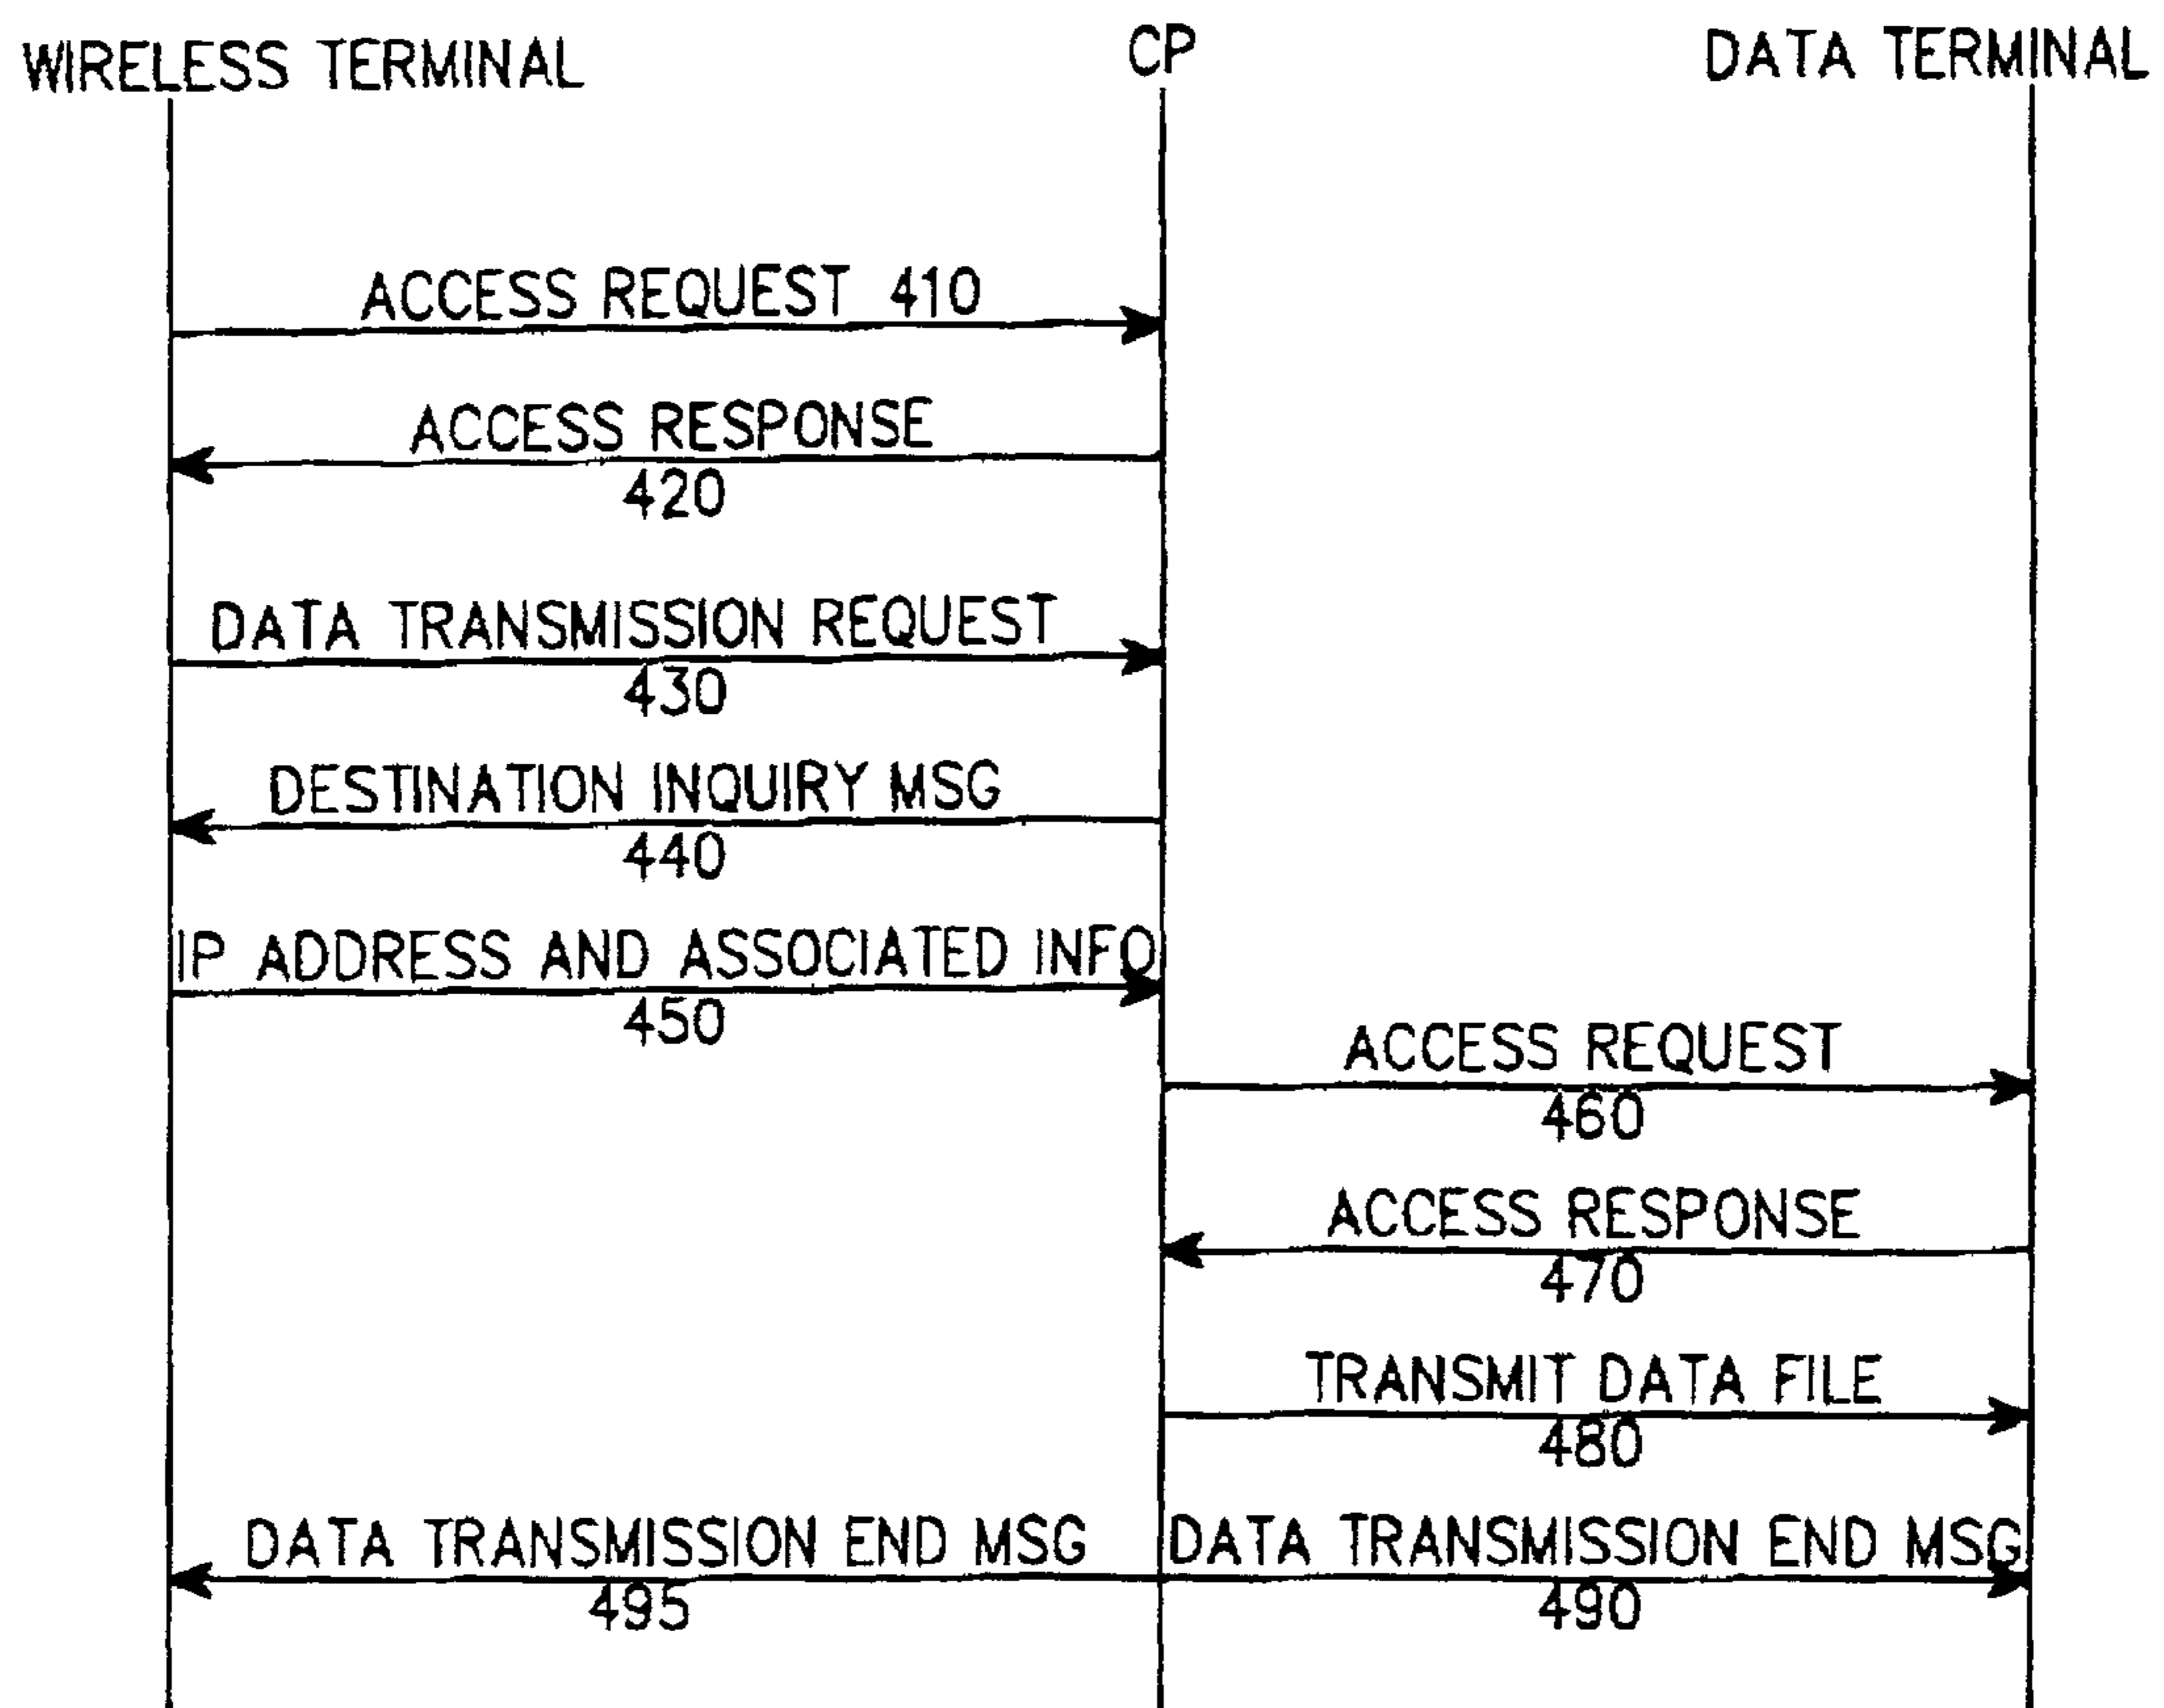 WIRELESS TERMINAL
CP
DATA TERMINAL
ACCESS REQUEST 410
ACCESS RESPONSE
420
DATA TRANSMISSION REQUEST
430
DESTINATION INQUIRY MSG
440
IP ADDRESS AND ASSOCIATED INFO
450
ACCESS REQUEST
460
ACCESS RESPONSE
470
TRANSMIT DATA FILE
480
DATA TRANSMISSION END MSG
495
DATA TRANSMISSION END MSG
490